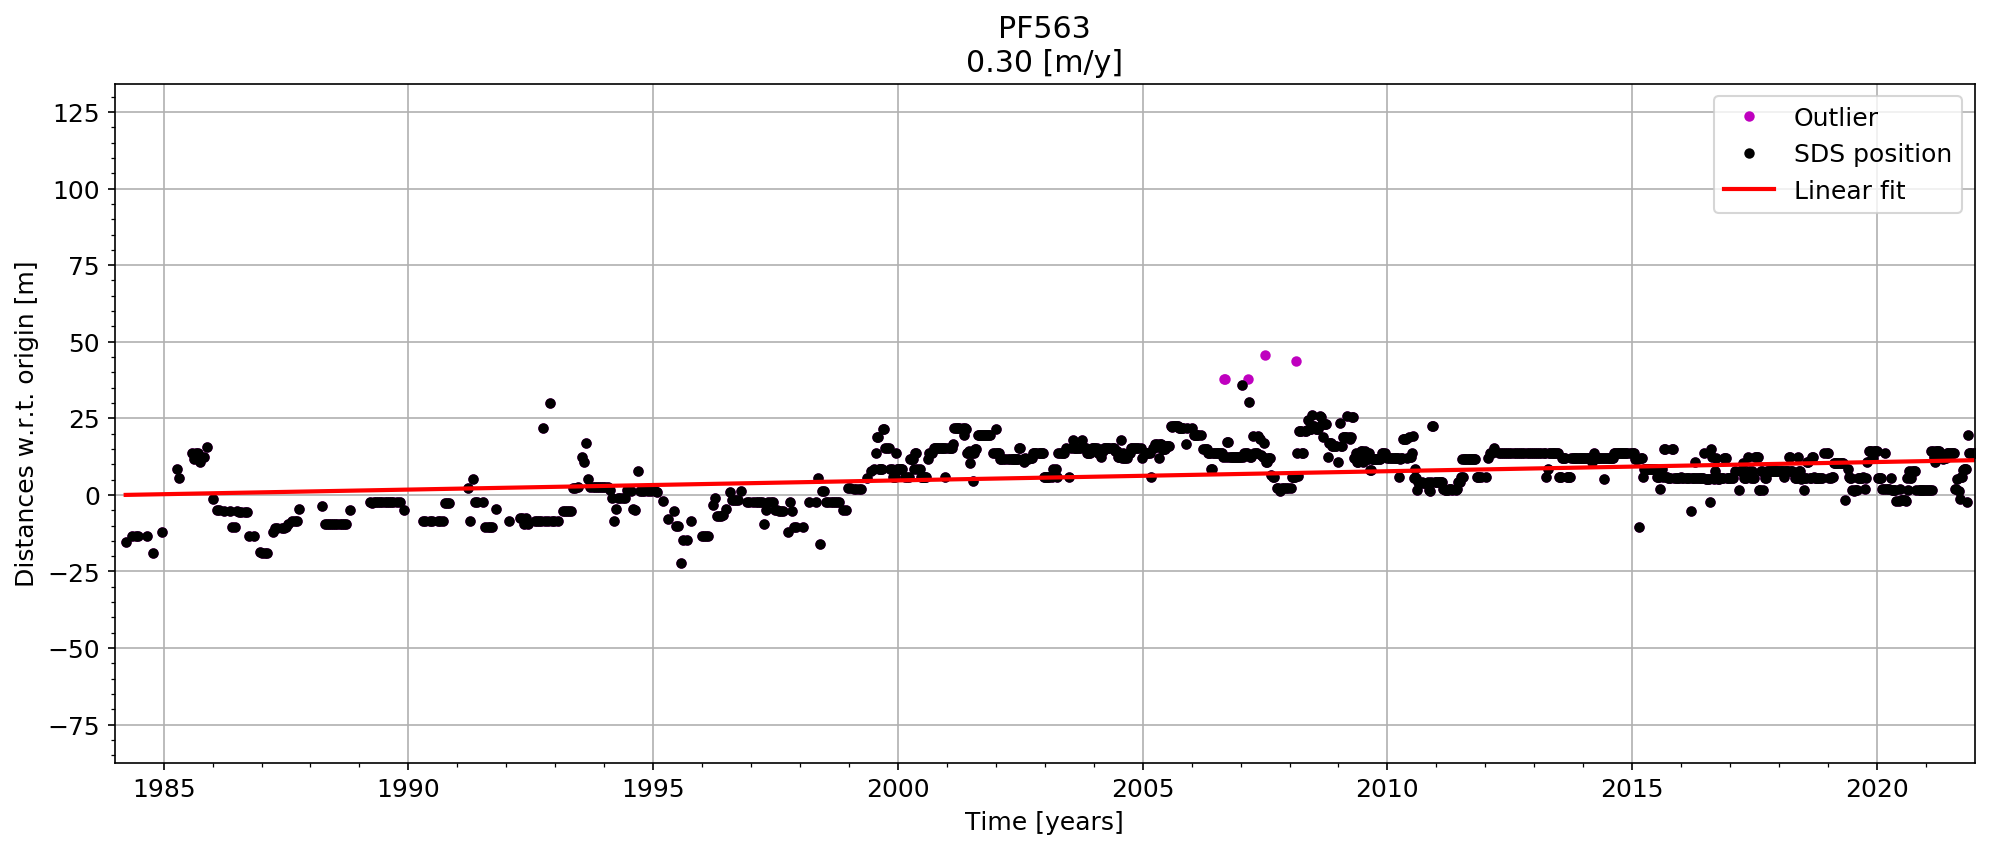 PF563
0.30 [m/y]
Outlier
SDS position
Linear fit
125
100
75
50
25
0
−25
−50
−75
Distances w.r.t. origin [m]
1985 1990 1995 2000 2005 2010 2015 2020
Time [years]